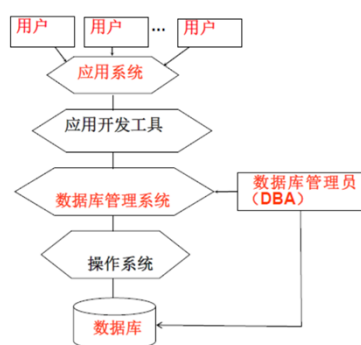 用户 用户 ... 用户
应用系统
应用开发工具
数据库管理系统
数据库管理员
（DBA）
操作系统
数据库